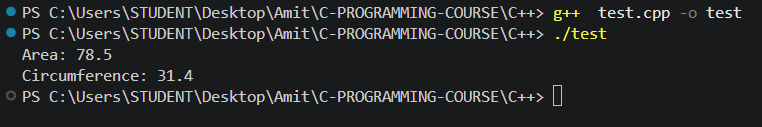 PS C:\Users\STUDENT\Desktop\Amit\C-PROGRAMMING-COURSE\C++> g++  test.cpp -o test
PS C:\Users\STUDENT\Desktop\Amit\C-PROGRAMMING-COURSE\C++> ./test
Area: 78.5
Circumference: 31.4
PS C:\Users\STUDENT\Desktop\Amit\C-PROGRAMMING-COURSE\C++>